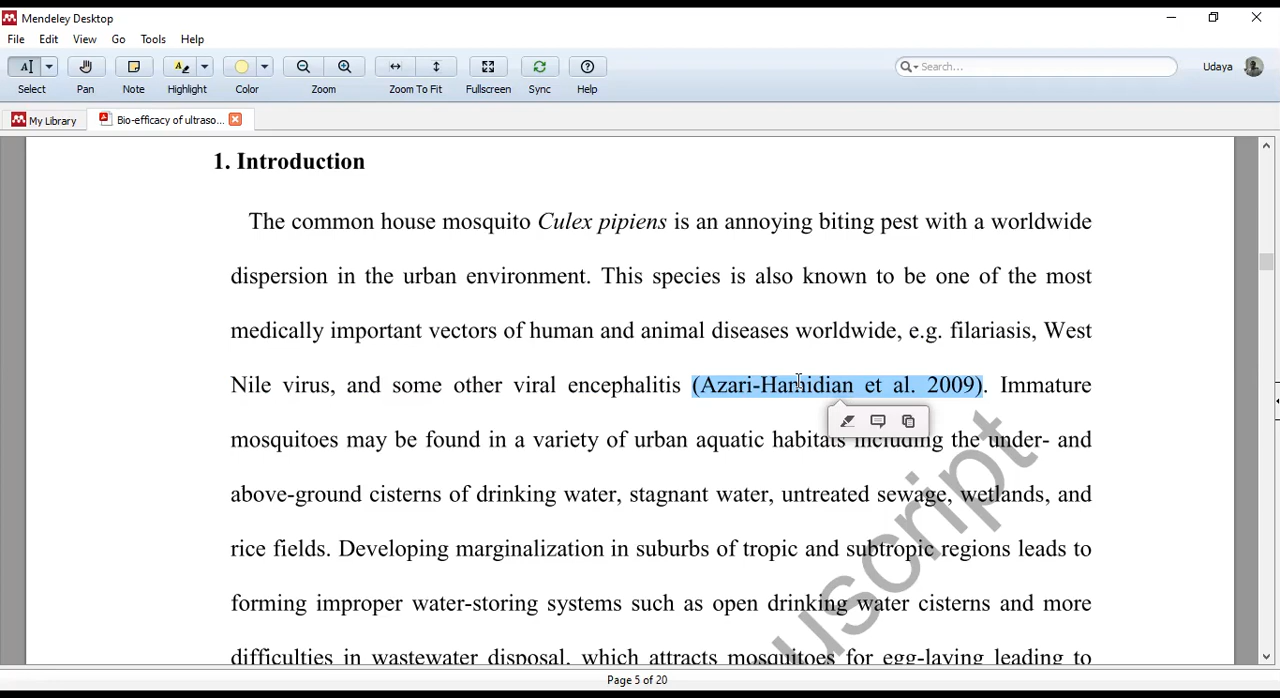 Mendeley Desktop
File Edit View Go Tools Help
Search...
Udaya
Select Pan Note Highlight Color Zoom Zoom To Fit Fullscreen Sync Help
My Library
Bio-efficacy of ultraso...
1. Introduction
The common house mosquito Culex pipiens is an annoying biting pest with a worldwide
dispersion in the urban environment. This species is also known to be one of the most
medically important vectors of human and animal diseases worldwide, e.g. filariasis, West
Nile virus, and some other viral encephalitis (Azari-Hamidian et al. 2009). Immature
mosquitoes may be found in a variety of urban aquatic habitats including the under- and
above-ground cisterns of drinking water, stagnant water, untreated sewage, wetlands, and
rice fields. Developing marginalization in suburbs of tropic and subtropic regions leads to
forming improper water-storing systems such as open drinking water cisterns and more
difficulties in wastewater disposal, which attracts mosquitoes for egg-laying leading to
uscript
Page 5 of 20